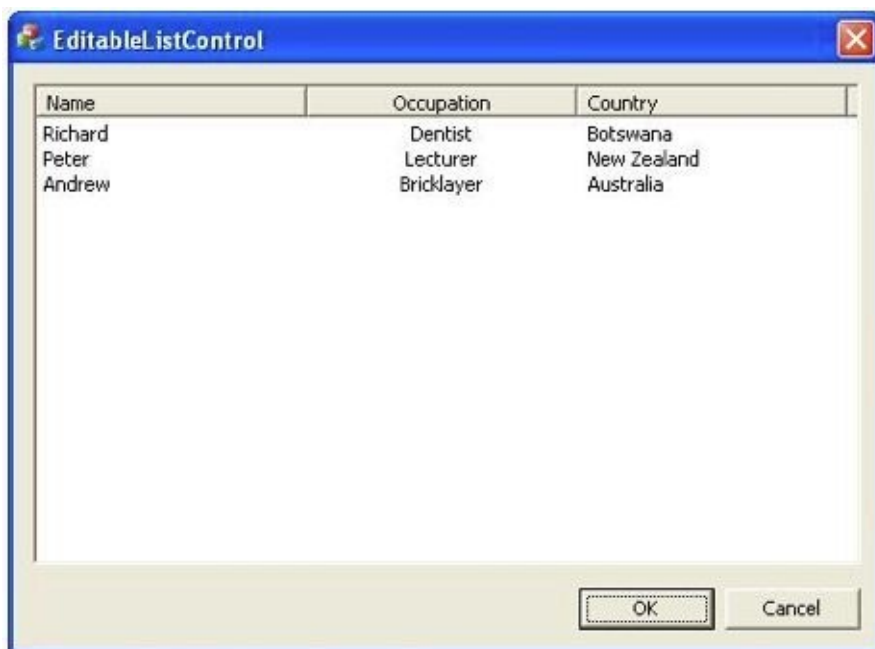 EditableListControl
Name Occupation Country
Richard Dentist Botswana
Peter Lecturer New Zealand
Andrew Bricklayer Australia
OK Cancel